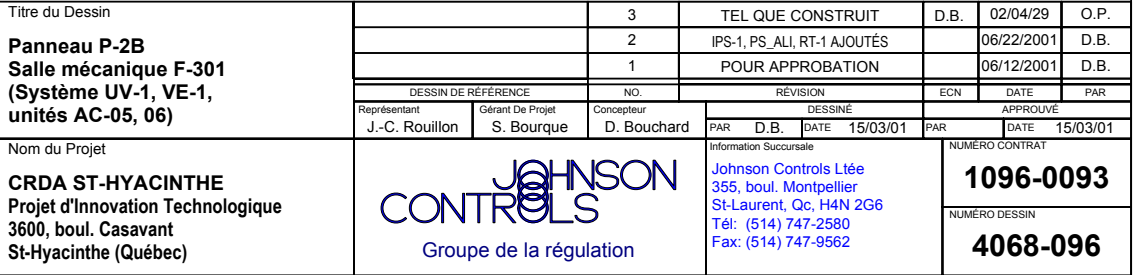 Titre du Dessin
Panneau P-2B
Salle mécanique F-301
(Système UV-1, VE-1,
unités AC-05, 06)
3 TEL QUE CONSTRUIT D.B. 02/04/29 O.P.
2 IPS-1, PS_ALI, RT-1 AJOUTÉS 06/22/2001 D.B.
1 POUR APPROBATION 06/12/2001 D.B.
DESSIN DE RÉFÉRENCE NO. RÉVISION ECN DATE PAR
Représentant Gérant De Projet Concepteur DESSINÉ APPROUVÉ
J.-C. Rouillon S. Bourque D. Bouchard PAR D.B. DATE 15/03/01 PAR DATE 15/03/01
Nom du Projet
CRDA ST-HYACINTHE
Projet d'Innovation Technologique
3600, boul. Casavant
St-Hyacinthe (Québec)
JOHNSON
CONTROLS
Groupe de la régulation
Information Succursale
Johnson Controls Ltée
355, boul. Montpellier
St-Laurent, Qc, H4N 2G6
Tél: (514) 747-2580
Fax: (514) 747-9562
NUMÉRO CONTRAT
1096-0093
NUMÉRO DESSIN
4068-096